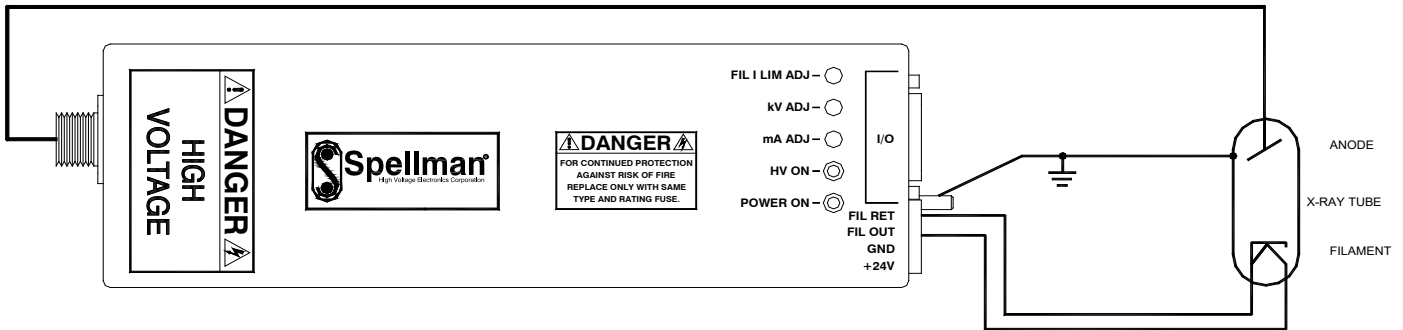 DANGER
HIGH
VOLTAGE
Spellman®
High Voltage Electronics Corporation
DANGER
FOR CONTINUED PROTECTION
AGAINST RISK OF FIRE
REPLACE ONLY WITH SAME
TYPE AND RATING FUSE.
FIL I LIM ADJ
kV ADJ
mA ADJ
HV ON
POWER ON
I/O
FIL RET
FIL OUT
GND
+24V
ANODE
X-RAY TUBE
FILAMENT